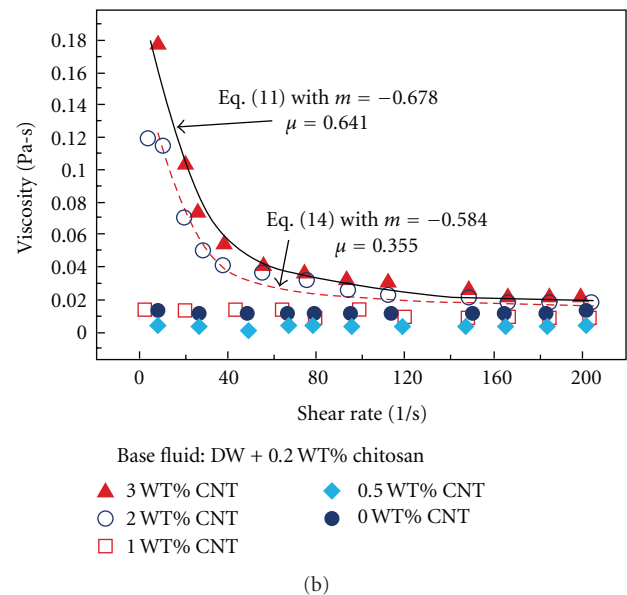 (b)
0.18
0.16
0.14
0.12
0.1
0.08
0.06
0.04
0.02
0
Viscosity (Pa-s)
Eq. (11) with m = −0.678
μ = 0.641
Eq. (14) with m = −0.584
μ = 0.355
0 40 80 120 160 200
Shear rate (1/s)
Base fluid: DW + 0.2 WT% chitosan
3 WT% CNT
2 WT% CNT
1 WT% CNT
0.5 WT% CNT
0 WT% CNT
(b)